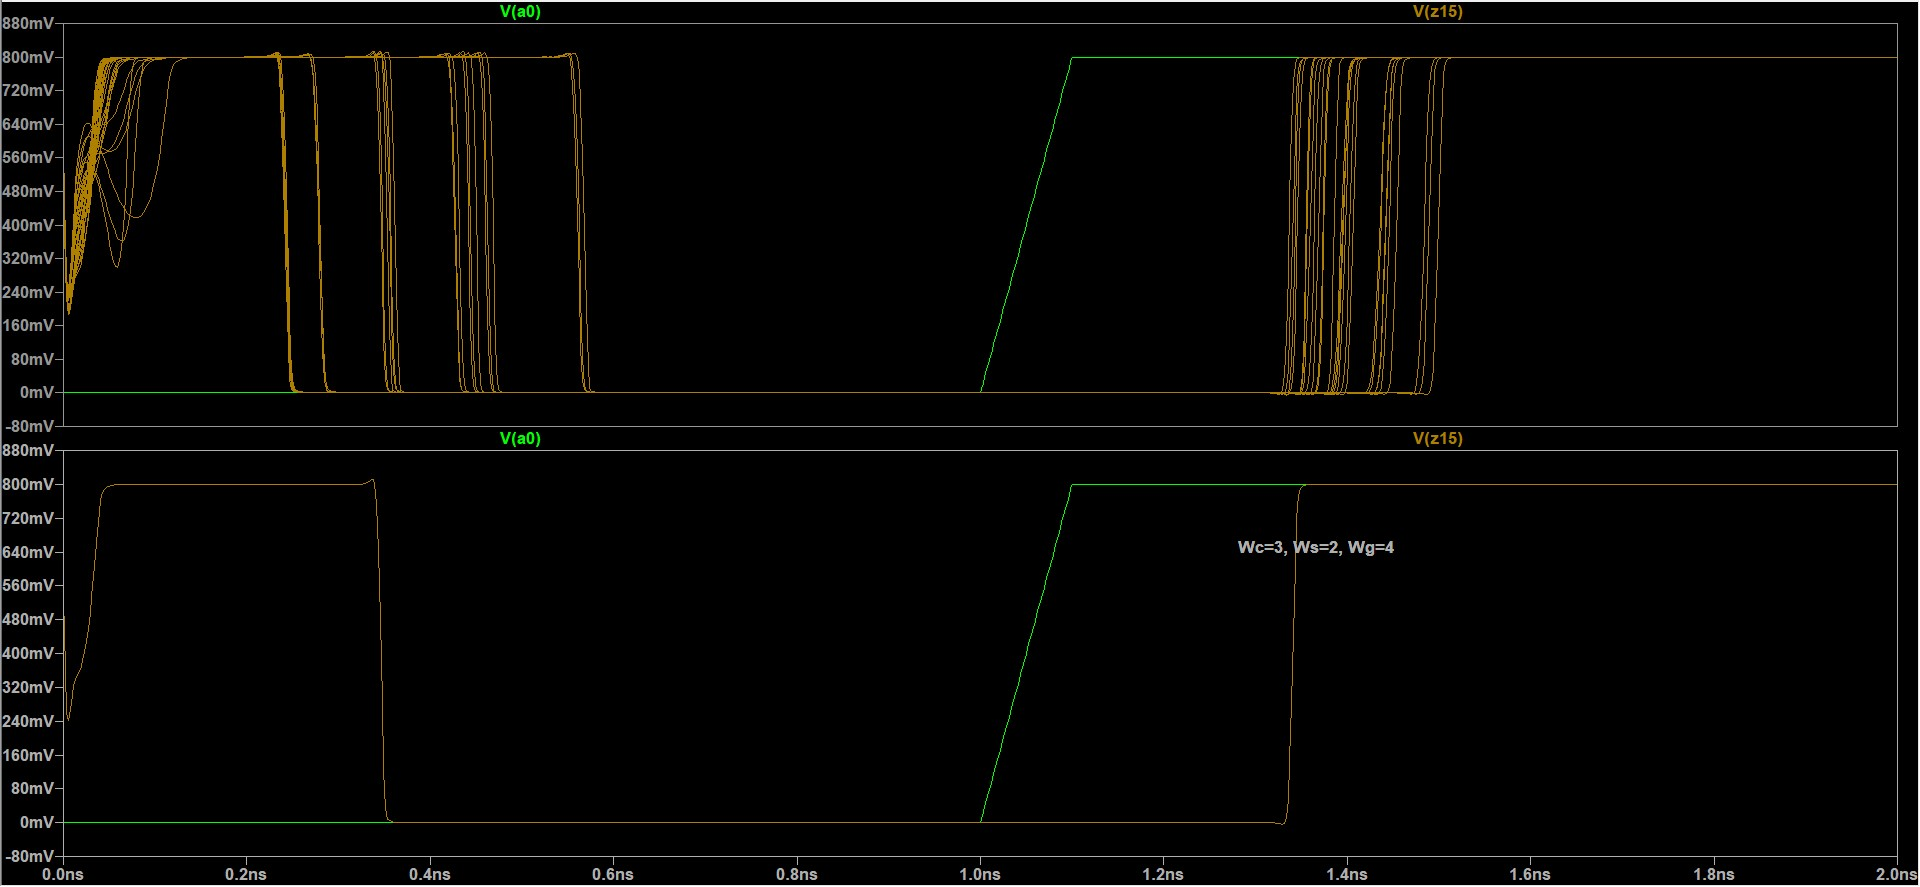 V(a0) V(z15)
880mV
800mV
720mV
640mV
560mV
480mV
400mV
320mV
240mV
160mV
80mV
0mV
-80mV
V(a0) V(z15)
880mV
800mV
720mV
640mV
Wc=3, Ws=2, Wg=4
560mV
480mV
400mV
320mV
240mV
160mV
80mV
0mV
-80mV
0.0ns 0.2ns 0.4ns 0.6ns 0.8ns 1.0ns 1.2ns 1.4ns 1.6ns 1.8ns 2.0ns